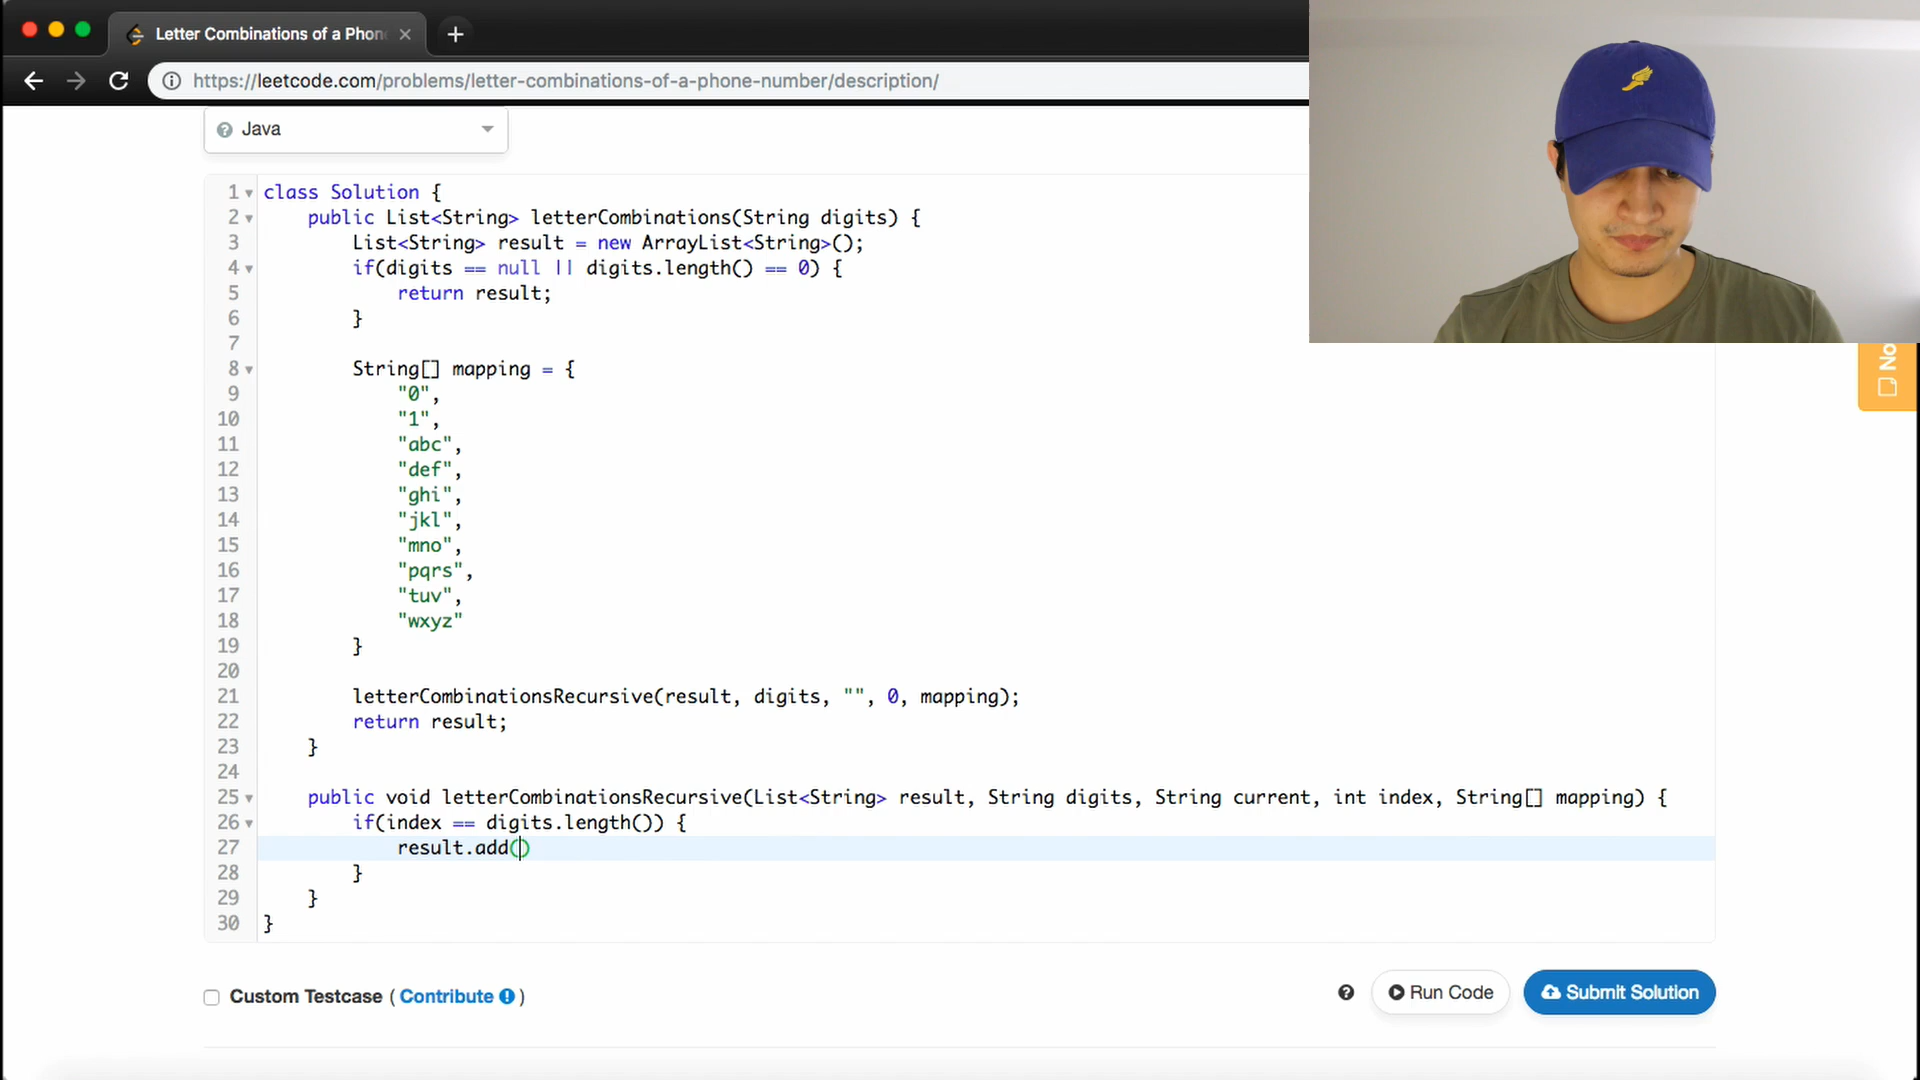 Letter Combinations of a Phon
https://leetcode.com/problems/letter-combinations-of-a-phone-number/description/
Java
1 class Solution {
2 public List<String> letterCombinations(String digits) {
3 List<String> result = new ArrayList<String>();
4 if(digits == null || digits.length() == 0) {
5 return result;
6 }
7
8 String[] mapping = {
9 "0",
10 "1",
11 "abc",
12 "def",
13 "ghi",
14 "jkl",
15 "mno",
16 "pqrs",
17 "tuv",
18 "wxyz"
19 }
20
21 letterCombinationsRecursive(result, digits, "", 0, mapping);
22 return result;
23 }
24
25 public void letterCombinationsRecursive(List<String> result, String digits, String current, int index, String[] mapping) {
26 if(index == digits.length()) {
27 result.add()
28 }
29 }
30 }
No
Custom Testcase ( Contribute )
Run Code
Submit Solution